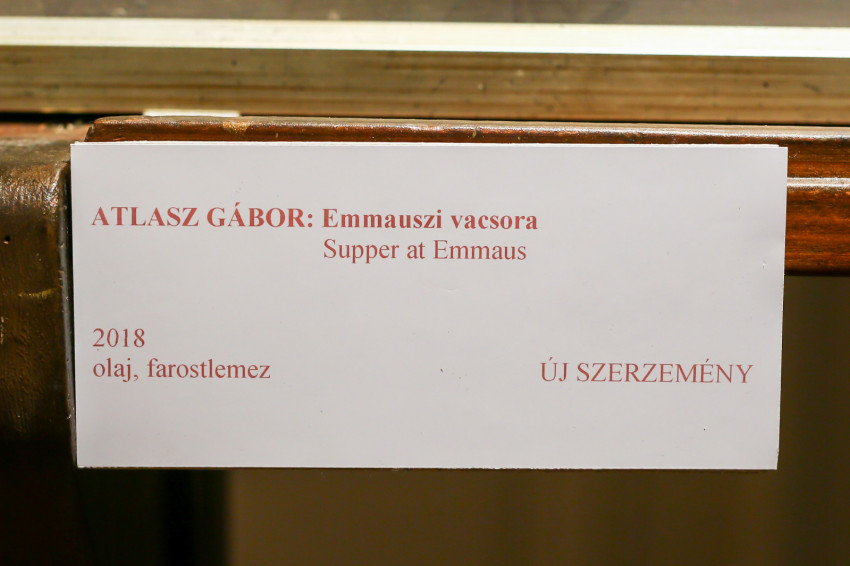 ATLASZ GÁBOR: Emmauszi vacsora
Supper at Emmaus
2018
olaj, farostlemez
ÚJ SZERZEMÉNY